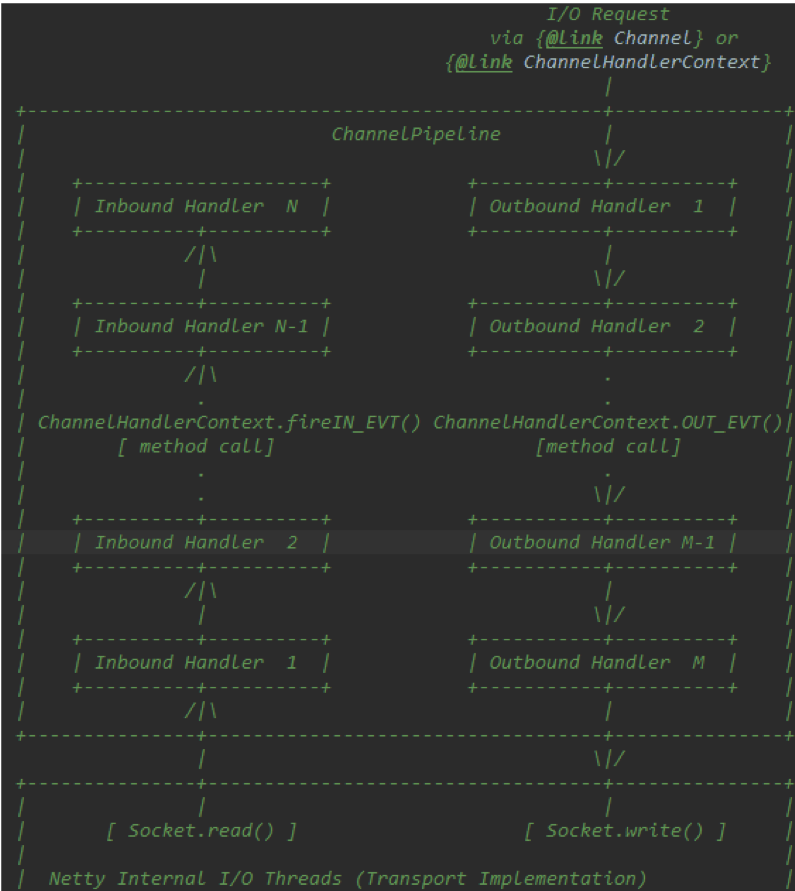 I/O Request
via {@link Channel} or
{@link ChannelHandlerContext}
|
+---------------------------------------------------+---------------+
|                           ChannelPipeline         |               |
|                                                  \|/              |
|    +---------------------+            +-----------+----------+    |
|    | Inbound Handler  N  |            | Outbound Handler  1  |    |
|    +----------+----------+            +-----------+----------+    |
|              /|\                                  |               |
|               |                                  \|/              |
|    +----------+----------+            +-----------+----------+    |
|    | Inbound Handler N-1 |            | Outbound Handler  2  |    |
|    +----------+----------+            +-----------+----------+    |
|              /|\                                  .               |
|               .                                   .               |
| ChannelHandlerContext.fireIN_EVT() ChannelHandlerContext.OUT_EVT()|
|        [ method call]                       [method call]         |
|               .                                   .               |
|               .                                  \|/              |
|    +----------+----------+            +-----------+----------+    |
|    | Inbound Handler  2  |            | Outbound Handler M-1 |    |
|    +----------+----------+            +-----------+----------+    |
|              /|\                                  |               |
|               |                                  \|/              |
|    +----------+----------+            +-----------+----------+    |
|    | Inbound Handler  1  |            | Outbound Handler  M  |    |
|    +----------+----------+            +-----------+----------+    |
|              /|\                                  |               |
+---------------+-----------------------------------+---------------+
                |                                  \|/
+---------------+-----------------------------------+---------------+
|               |                                   |               |
|       [ Socket.read() ]                    [ Socket.write() ]     |
|                                                                   |
|  Netty Internal I/O Threads (Transport Implementation)            |